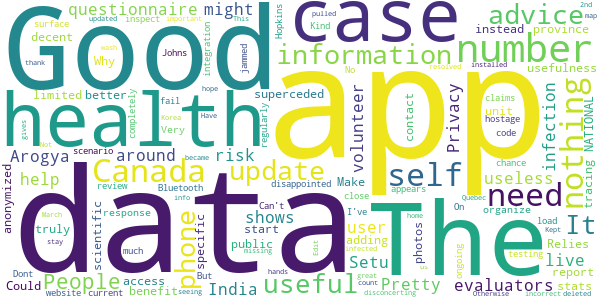 Good
app
data
The
case
health
number
Canada
information
advice
useful
need
self
update
nothing
phone
It
People
questionnaire
might
Why
decent
surface
updated
inspect
important
Kind
This
map
thank
Very
limited
better
superceded
integration
Johns
Hopkins
jammed
pulled
No
instead
province
2nd
wash
resolved
installed
usefulness
completely
fail
hope
Korea
Not
gives
regularly
Have
hostage
claims
code
unit
NATIONAL
scenario
became
Arogya
around
risk
volunteer
contact
Privacy
infection
chance
tracing
help
review
Bluetooth
disappointed
Make
useless
truly
response
info
Can't
close
appears
On
organize
Quebec
anonymized
scientific
March
stay
much
specific
user
adding
I've
home
Kept
ongoing
testing
load
report
shows
Setu
evaluators
live
Could
access
But
start
public
photos
Pretty
Relies
stats
Dont
website
current
benefit
India
missing
seeing
Edit
hands
infected
great
count
us
disconcerting
Otherwise
incorrect
deleted